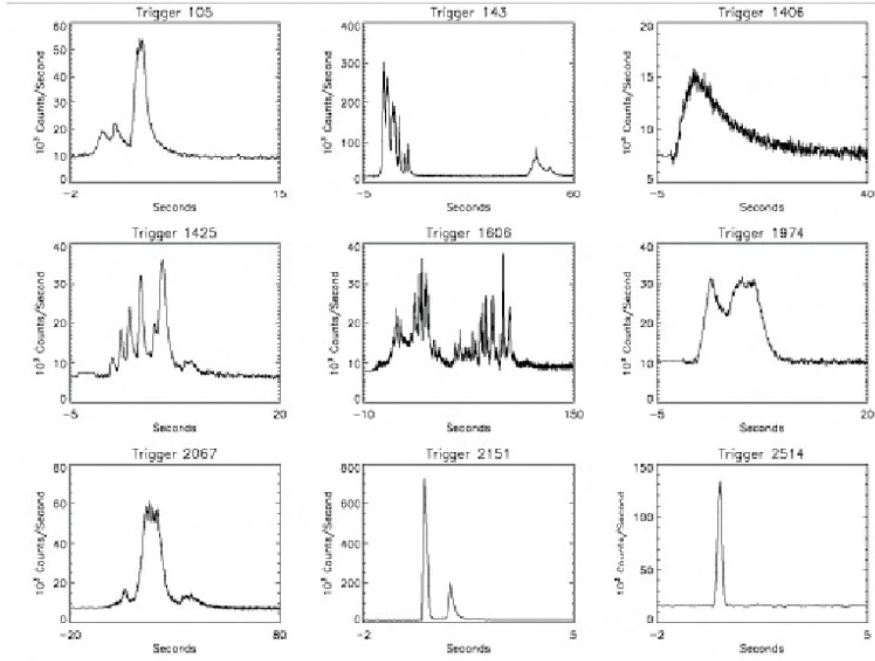 Trigger 105
10³ Counts/Second
60
50
40
30
20
10
0
-2 15
Seconds
Trigger 143
10³ Counts/Second
400
300
200
100
0
-5 60
Seconds
Trigger 1406
10³ Counts/Second
20
15
10
5
-5 40
Seconds
Trigger 1425
10³ Counts/Second
40
30
20
10
0
-5 20
Seconds
Trigger 1606
10³ Counts/Second
40
30
20
10
0
-10 150
Seconds
Trigger 1974
10³ Counts/Second
40
30
20
10
0
-5 20
Seconds
Trigger 2067
10³ Counts/Second
80
60
40
20
0
-20 80
Seconds
Trigger 2151
10³ Counts/Second
800
600
400
200
0
-2 5
Seconds
Trigger 2514
10³ Counts/Second
150
100
50
0
-2 5
Seconds